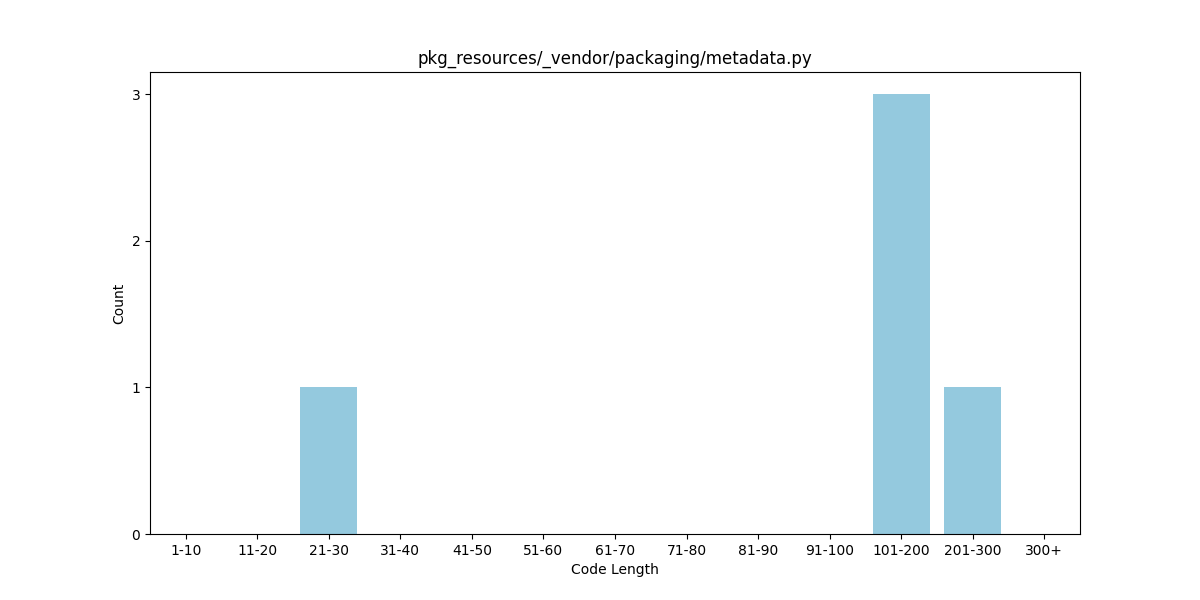 pkg_resources/_vendor/packaging/metadata.py
3
2
1
0
Count
1-10 11-20 21-30 31-40 41-50 51-60 61-70 71-80 81-90 91-100 101-200 201-300 300+
Code Length